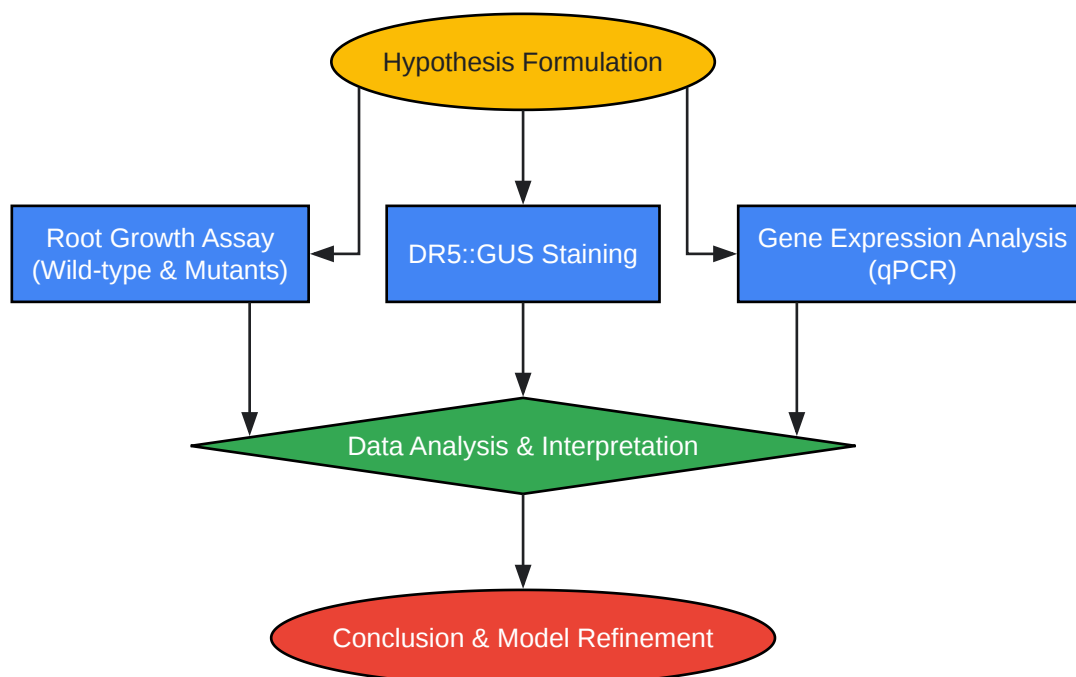 Hypothesis Formulation
Root Growth Assay
(Wild-type & Mutants)
DR5::GUS Staining
Gene Expression Analysis
(qPCR)
Data Analysis & Interpretation
Conclusion & Model Refinement